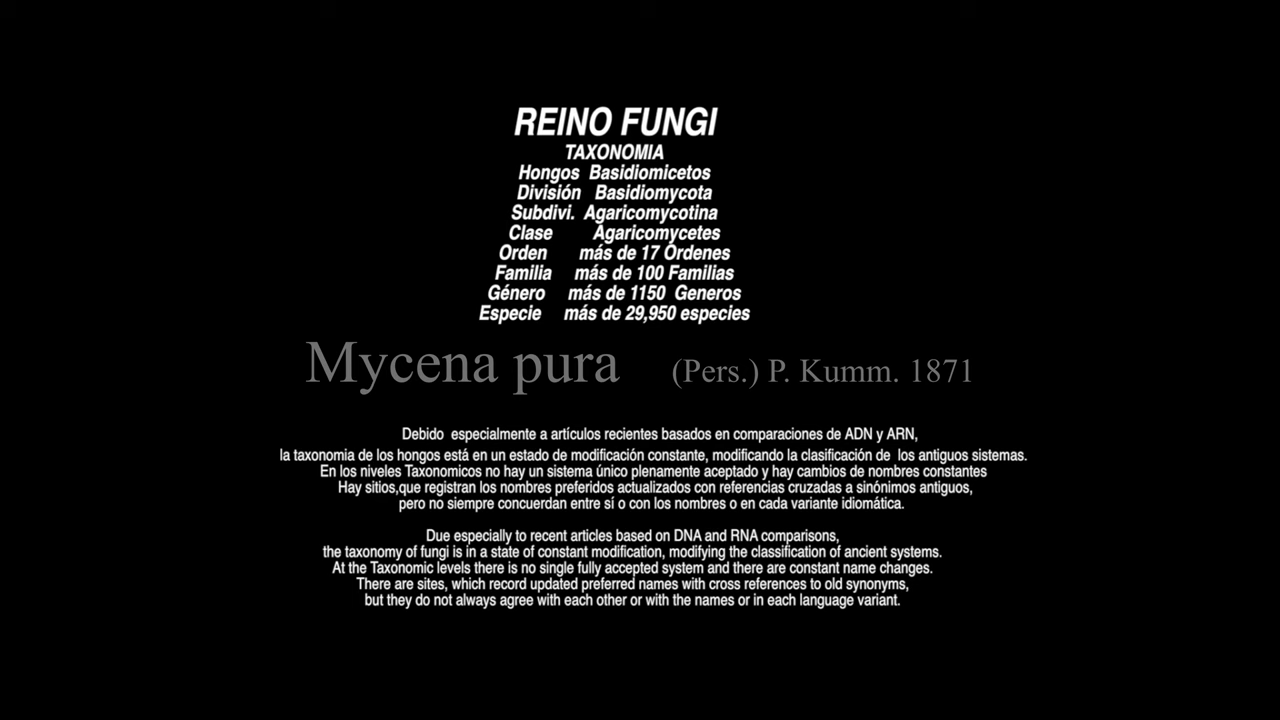 REINO FUNGI
TAXONOMIA
Hongos Basidiomicetos
División Basidiomycota
Subdivi. Agaricomycotina
Clase Agaricomycetes
Orden más de 17 Ordenes
Familia más de 100 Familias
Género más de 1150 Generos
Especie más de 29,950 especies
Mycena pura (Pers.) P. Kumm. 1871
Debido especialmente a artículos recientes basados en comparaciones de ADN y ARN,
la taxonomia de los hongos está en un estado de modificación constante, modificando la clasificación de los antiguos sistemas.
En los niveles Taxonomicos no hay un sistema único plenamente aceptado y hay cambios de nombres constantes
Hay sitios,que registran los nombres preferidos actualizados con referencias cruzadas a sinónimos antiguos,
pero no siempre concuerdan entre sí o con los nombres o en cada variante idiomática.
Due especially to recent articles based on DNA and RNA comparisons,
the taxonomy of fungi is in a state of constant modification, modifying the classification of ancient systems.
At the Taxonomic levels there is no single fully accepted system and there are constant name changes.
There are sites, which record updated preferred names with cross references to old synonyms,
but they do not always agree with each other or with the names or in each language variant.